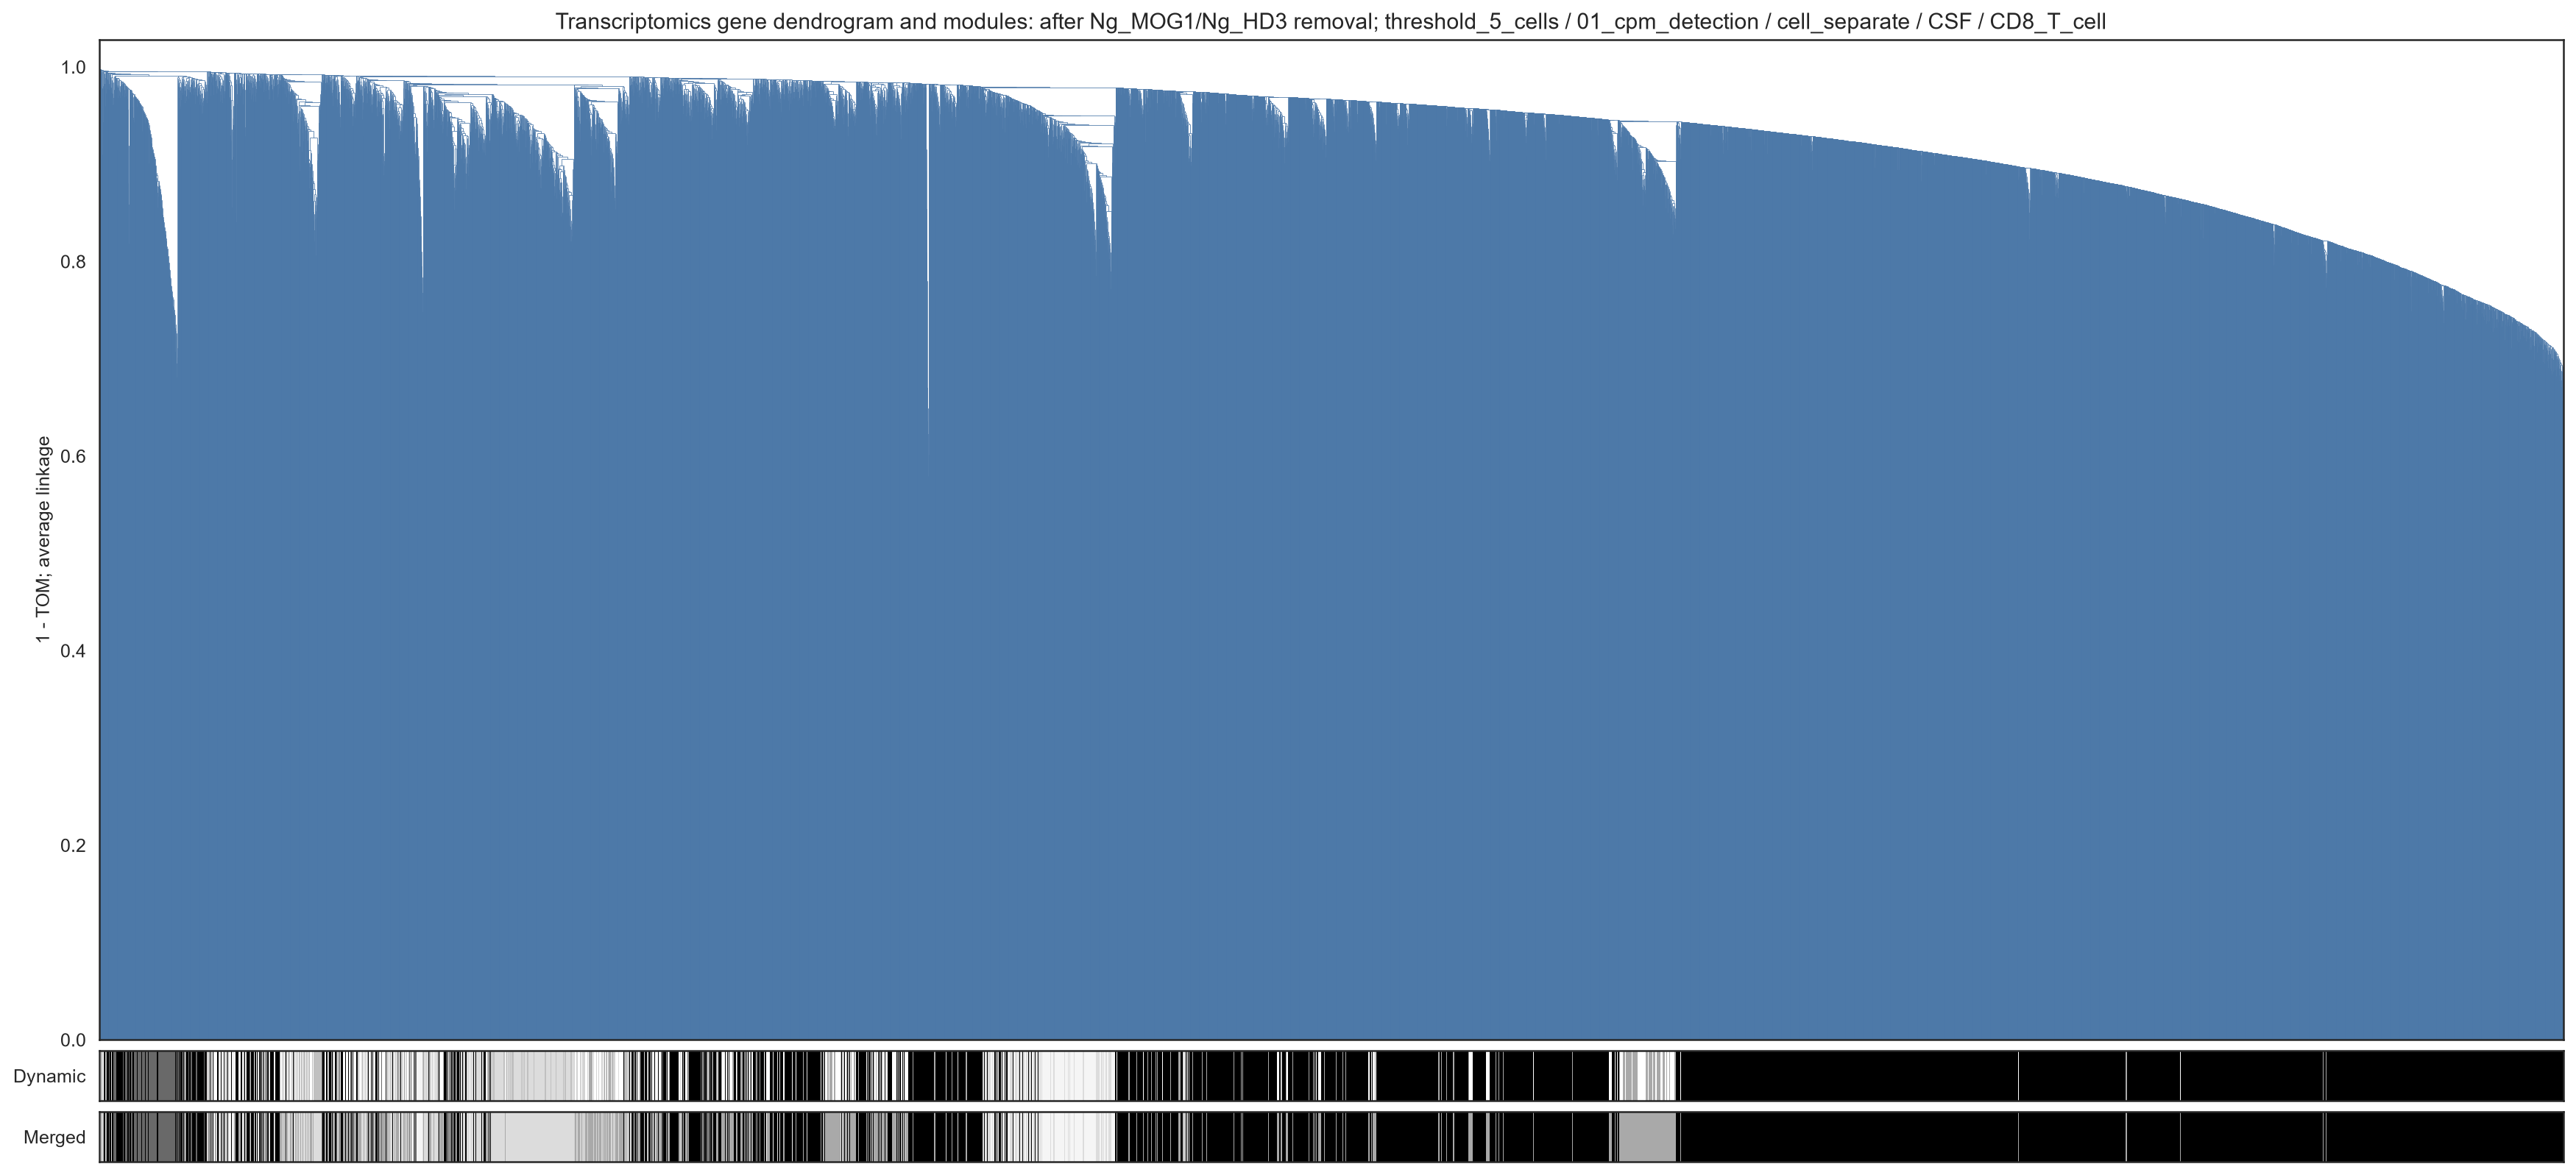 Transcriptomics gene dendrogram and modules: after Ng_MOG1/Ng_HD3 removal; threshold_5_cells / 01_cpm_detection / cell_separate / CSF / CD8_T_cell
1.0
0.8
0.6
0.4
0.2
0.0
1 - TOM; average linkage
Dynamic
Merged